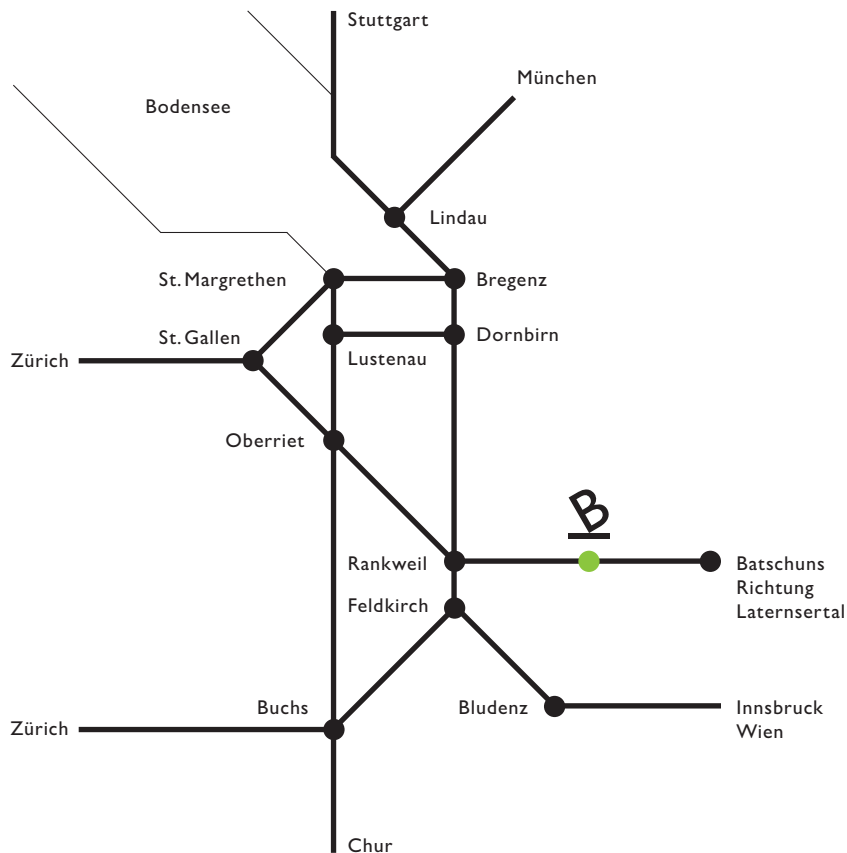 Stuttgart
München
Bodensee
Lindau
St. Margrethen
Bregenz
St. Gallen
Dornbirn
Zürich
Lustenau
Oberriet
B
Rankweil
Batschuns
Richtung
Laternsertal
Feldkirch
Buchs
Bludenz
Innsbruck
Wien
Zürich
Chur